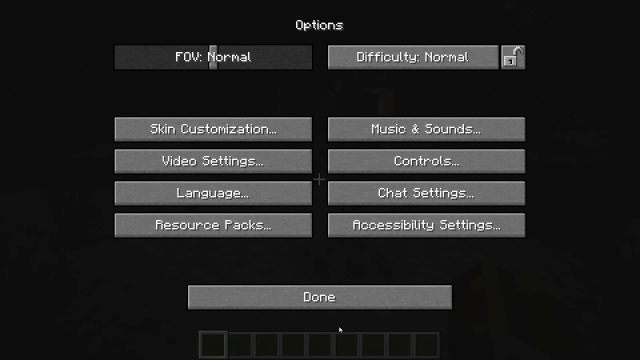 Options
FOV: Normal
Difficulty: Normal
Skin Customization...
Music & Sounds...
Video Settings...
Controls...
Language...
Chat Settings...
Resource Packs...
Accessibility Settings...
Done